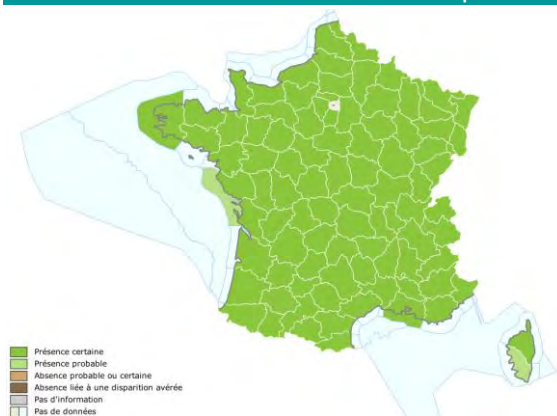 Présence certaine
Présence probable
Absence probable ou certaine
Absence liée à une disparition avérée
Pas d'information
Pas de données